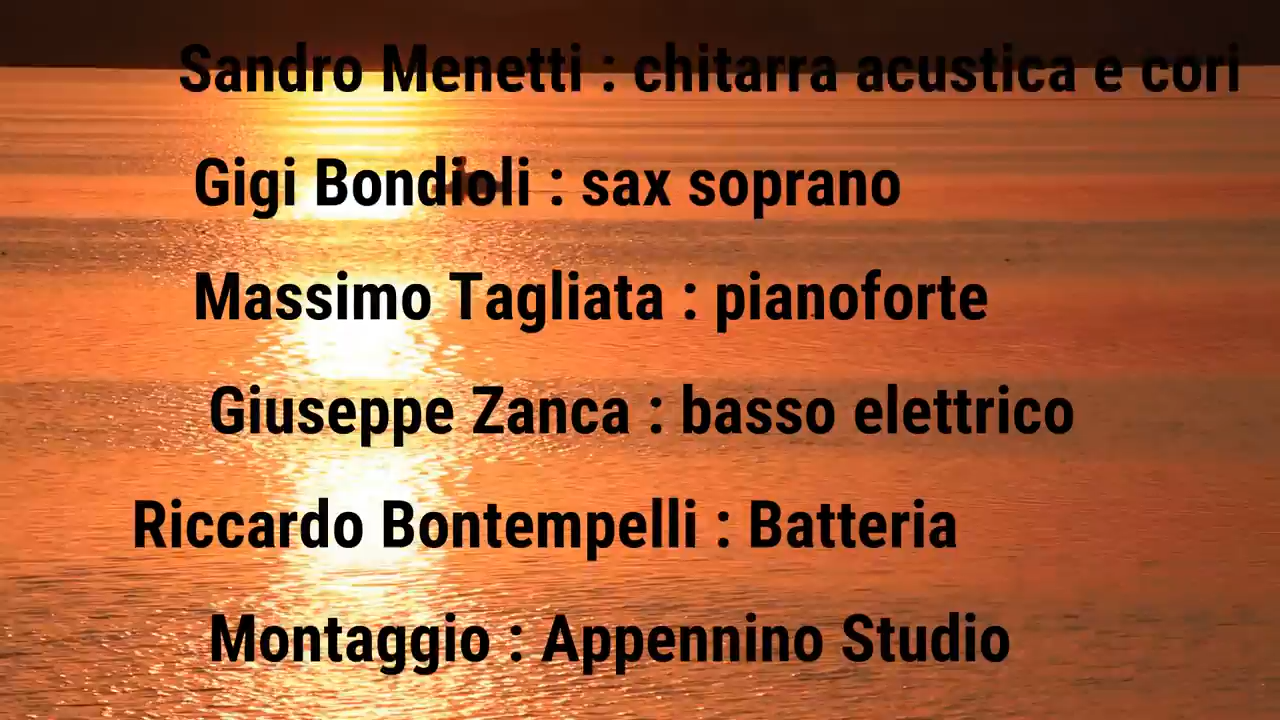 Sandro Menetti : chitarra acustica e cori
Gigi Bondioli : sax soprano
Massimo Tagliata : pianoforte
Giuseppe Zanca : basso elettrico
Riccardo Bontempelli : Batteria
Montaggio : Appennino Studio